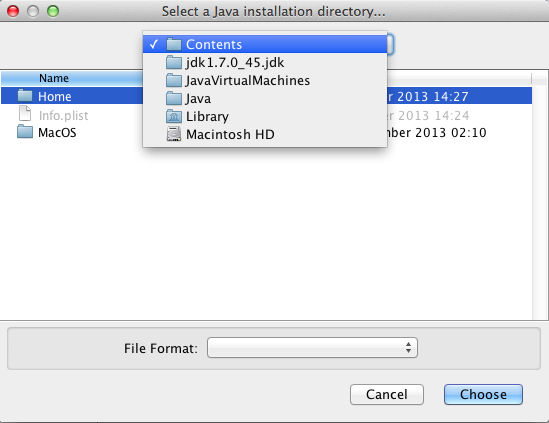 Select a Java installation directory...
Contents
jdk1.7.0_45.jdk
JavaVirtualMachines
Java
Library
Macintosh HD
Name
Home 2013 14:27
Info.plist 2013 14:24
MacOS 2013 02:10
File Format:
Cancel Choose